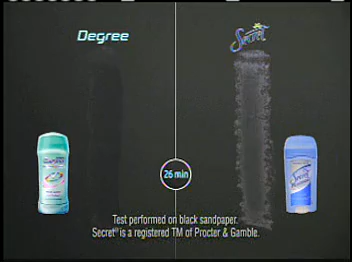 Degree
Secret
26 min
Test performed on black sandpaper.
Secret® is a registered TM of Procter & Gamble.